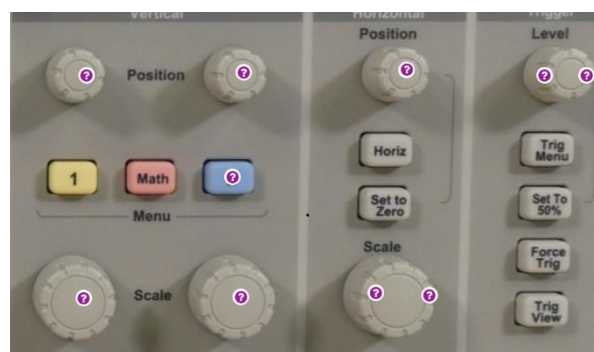 Vertical
Horizontal
Trigger
Position
Level
Position
1
Math
Horiz
Trig
Menu
Menu
Set to
Zero
Set To
50%
Scale
Scale
Force
Trig
Trig
View
?
?
?
?
?
?
?
?
?
?